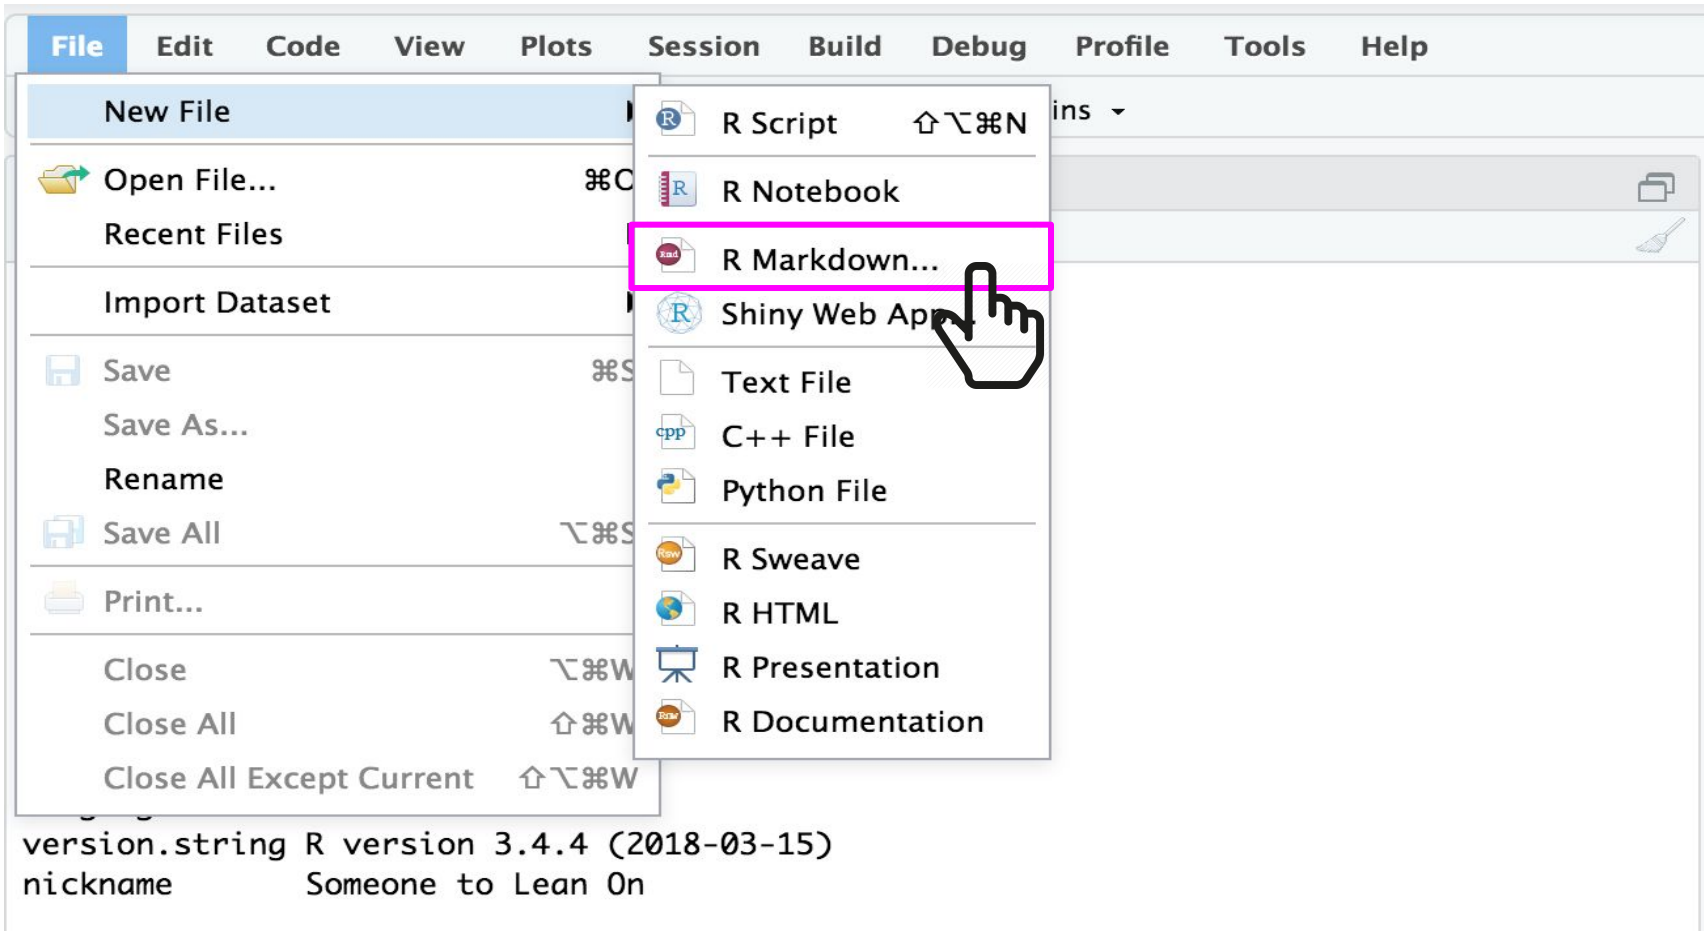 File Edit Code View Plots Session Build Debug Profile Tools Help
New File
Open File... ⌘O
Recent Files
Import Dataset
Save ⌘S
Save As...
Rename
Save All ⌥⌘S
Print...
Close ⌥⌘W
Close All ⇧⌘W
Close All Except Current ⇧⌥⌘W
ins
R Script ⇧⌥⌘N
R Notebook
R Markdown...
Shiny Web App...
Text File
C++ File
Python File
R Sweave
R HTML
R Presentation
R Documentation
version.string R version 3.4.4 (2018-03-15)
nickname Someone to Lean On